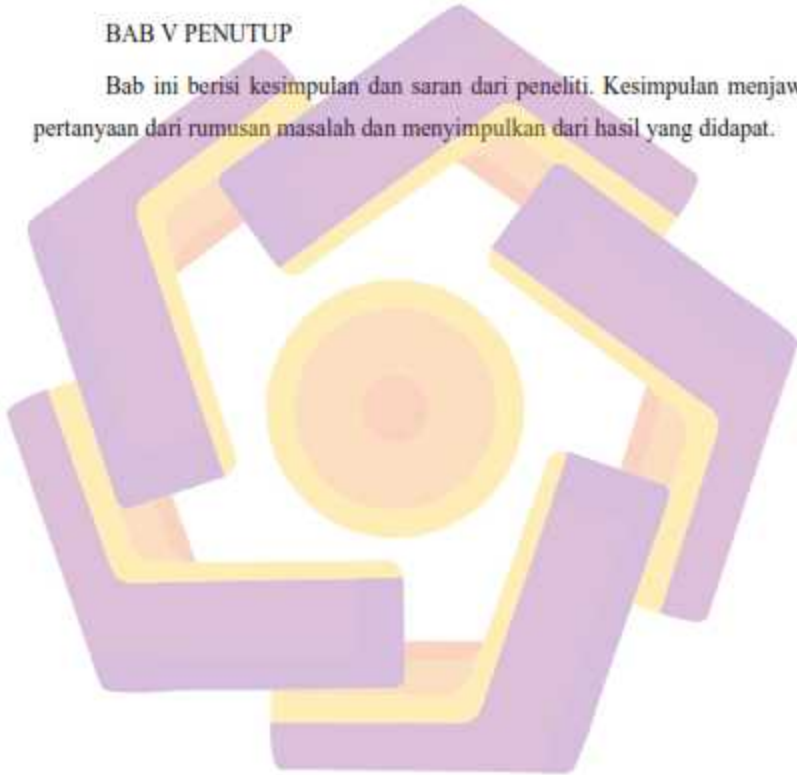 BAB V PENUTUP
Bab ini berisi kesimpulan dan saran dari peneliti. Kesimpulan menjaw
pertanyaan dari rumusan masalah dan menyimpulkan dari hasil yang didapat.